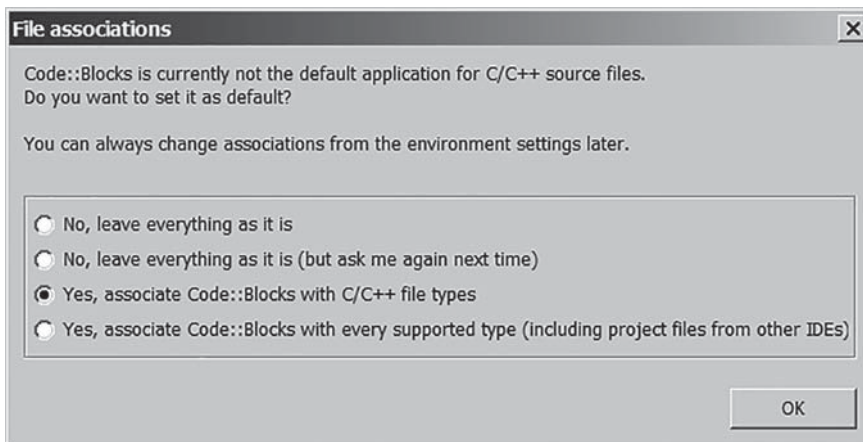 File associations
Code::Blocks is currently not the default application for C/C++ source files.
Do you want to set it as default?
You can always change associations from the environment settings later.
No, leave everything as it is
No, leave everything as it is (but ask me again next time)
Yes, associate Code::Blocks with C/C++ file types
Yes, associate Code::Blocks with every supported type (including project files from other IDEs)
OK